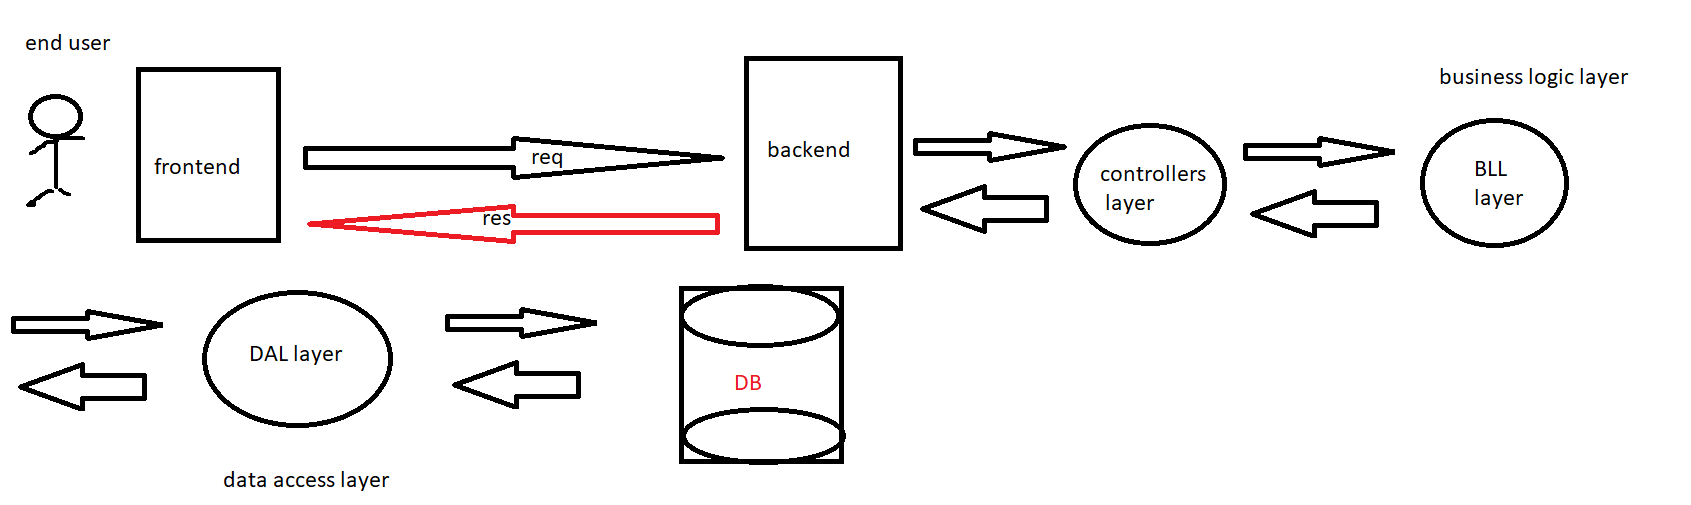 end user
frontend
req
res
backend
controllers
layer
business logic layer
BLL
layer
DAL layer
data access layer
DB